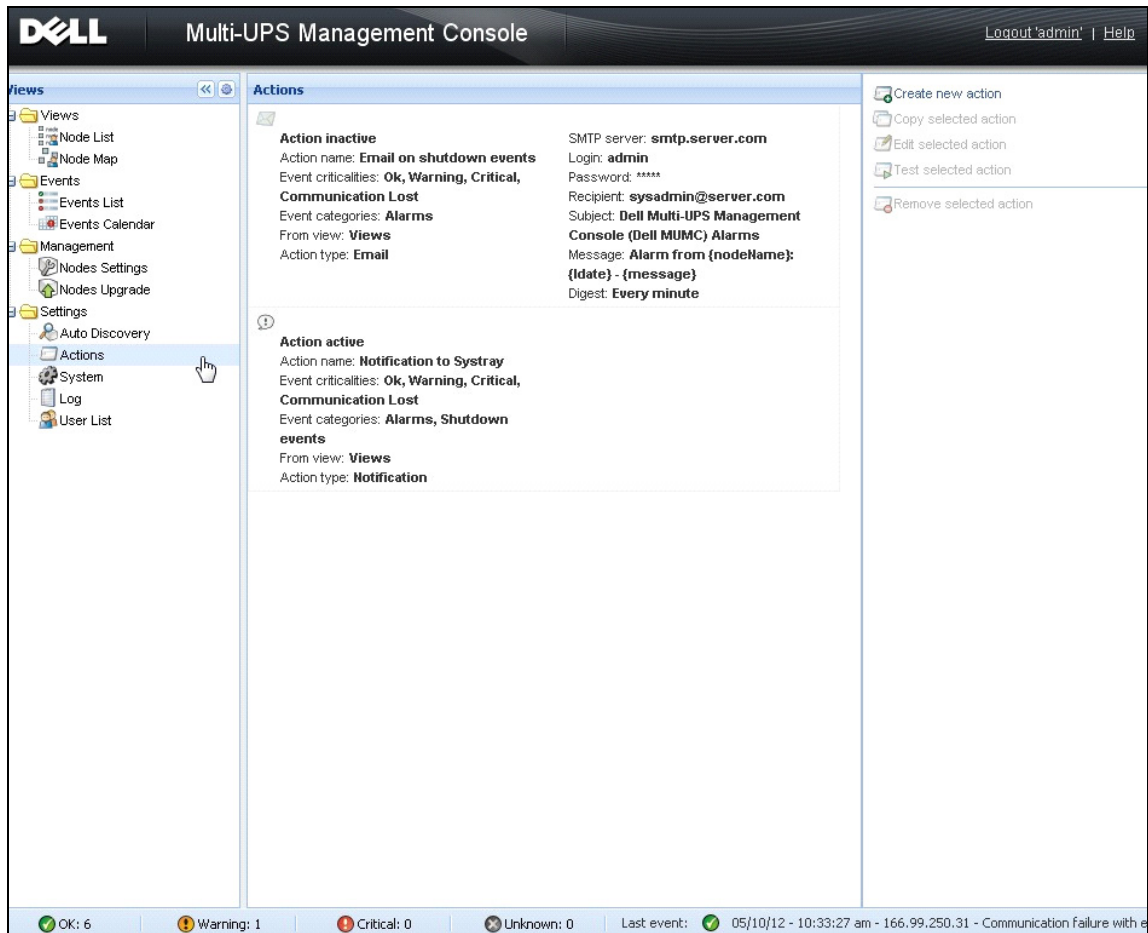 DELL
Multi-UPS Management Console
Logout 'admin' | Help
Views
Views
Node List
Node Map
Events
Events List
Events Calendar
Management
Nodes Settings
Nodes Upgrade
Settings
Auto Discovery
Actions
System
Log
User List
Actions
Action inactive
Action name: Email on shutdown events
Event criticalities: Ok, Warning, Critical,
Communication Lost
Event categories: Alarms
From view: Views
Action type: Email
SMTP server: smtp.server.com
Login: admin
Password: *****
Recipient: sysadmin@server.com
Subject: Dell Multi-UPS Management
Console (Dell MUMC) Alarms
Message: Alarm from {nodeName}:
{ldate} - {message}
Digest: Every minute
Action active
Action name: Notification to Systray
Event criticalities: Ok, Warning, Critical,
Communication Lost
Event categories: Alarms, Shutdown
events
From view: Views
Action type: Notification
Create new action
Copy selected action
Edit selected action
Test selected action
Remove selected action
OK: 6
Warning: 1
Critical: 0
Unknown: 0
Last event: 05/10/12 - 10:33:27 am - 166.99.250.31 - Communication failure with e